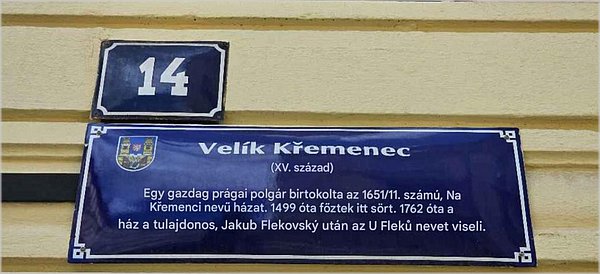 14
Velík Křemenec
(XV. század)
Egy gazdag prágai polgár birtokolta az 1651/11. számú, Na
Křemenci nevű házat. 1499 óta főztek itt sört. 1762 óta a
ház a tulajdonos, Jakub Flekovský után az U Fleků nevet viseli.